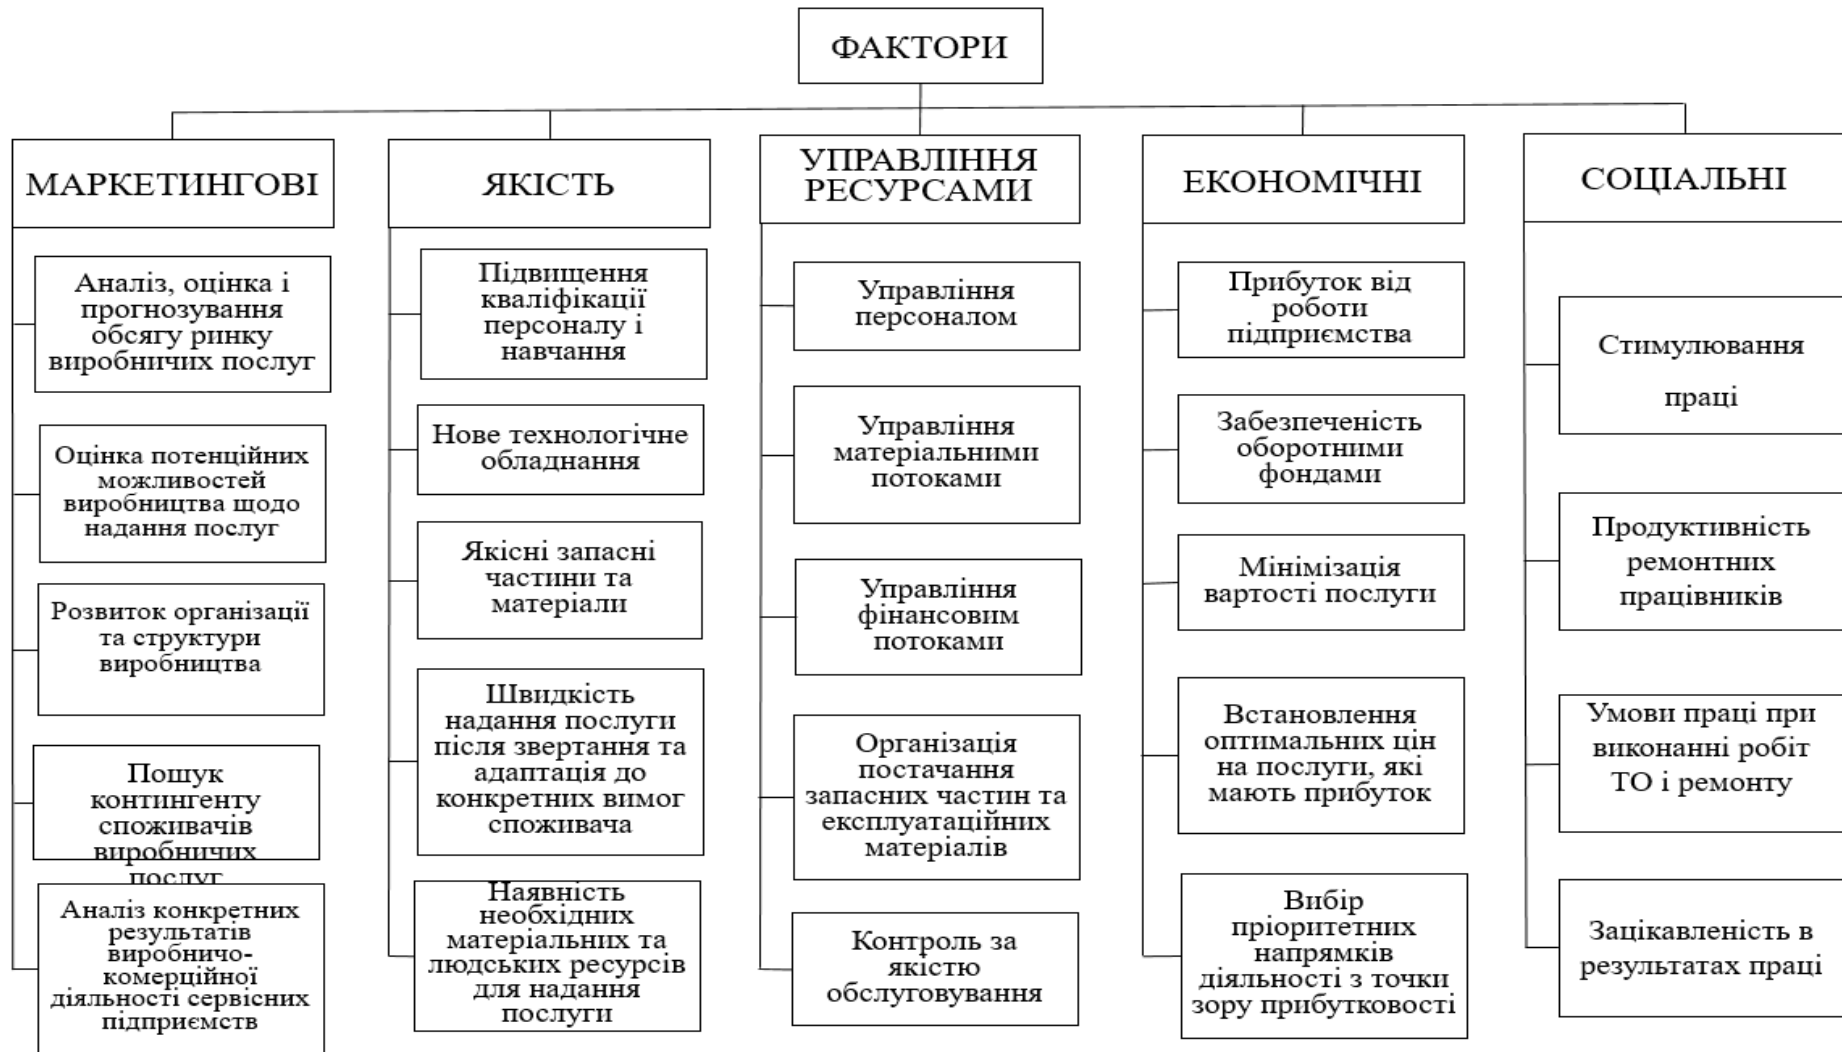 ФАКТОРИ
МАРКЕТИНГОВІ
Аналіз, оцінка і
прогнозування
обсягу ринку
виробничих послуг
Оцінка потенційних
можливостей
виробництва щодо
надання послуг
Розвиток організації
та структури
виробництва
Пошук
контингенту
споживачів
виробничих
послуг
Аналіз конкретних
результатів
виробничо-
комерційної
діяльності сервісних
підприємств
ЯКІСТЬ
Підвищення
кваліфікації
персоналу і
навчання
Нове технологічне
обладнання
Якісні запасні
частини та
матеріали
Швидкість
надання послуги
після звертання та
адаптація до
конкретних вимог
споживача
Наявність
необхідних
матеріальних та
людських ресурсів
для надання
послуги
УПРАВЛІННЯ
РЕСУРСАМИ
Управління
персоналом
Управління
матеріальними
потоками
Управління
фінансовим
потоками
Організація
постачання
запасних частин та
експлуатаційних
матеріалів
Контроль за
якістю
обслуговування
ЕКОНОМІЧНІ
Прибуток від
роботи
підприємства
Забезпеченість
оборотними
фондами
Мінімізація
вартості послуги
Встановлення
оптимальних цін
на послуги, які
мають прибуток
Вибір
пріоритетних
напрямків
діяльності з точки
зору прибутковості
СОЦІАЛЬНІ
Стимулювання
праці
Продуктивність
ремонтних
працівників
Умови праці при
виконанні робіт
ТО і ремонту
Зацікавленість в
результатах праці